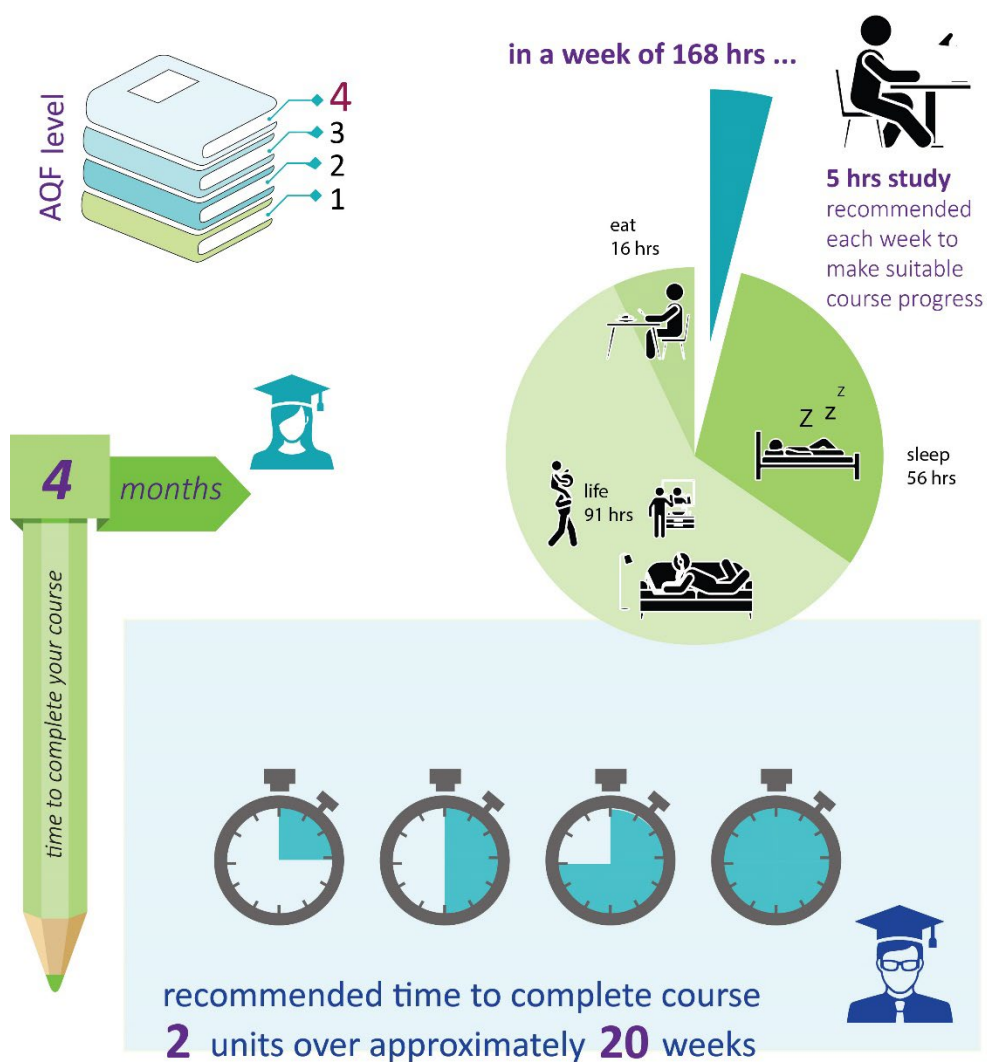 AQF level
4
3
2
1
in a week of 168 hrs ...
5 hrs study
recommended
each week to
make suitable
course progress
eat
16 hrs
Z z z
sleep
56 hrs
life
91 hrs
4 months
time to complete your course
recommended time to complete course
2 units over approximately 20 weeks